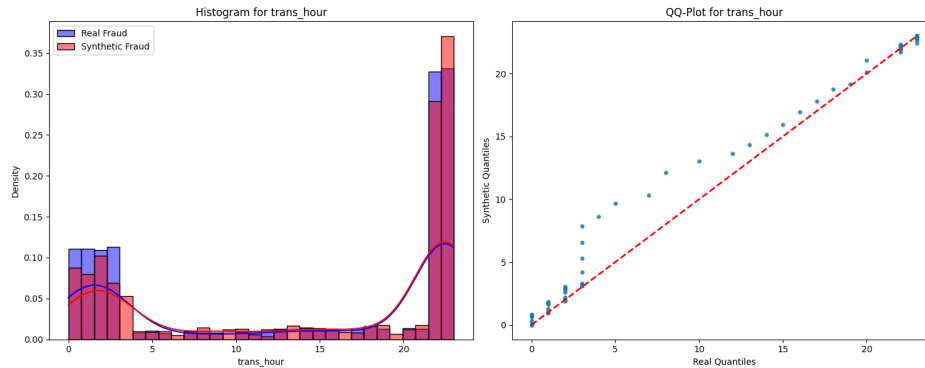 Histogram for trans_hour
Real Fraud
Synthetic Fraud
Density
0.35
0.30
0.25
0.20
0.15
0.10
0.05
0.00
0 5 10 15 20
trans_hour
QQ-Plot for trans_hour
Synthetic Quantiles
20
15
10
5
0
0 5 10 15 20
Real Quantiles